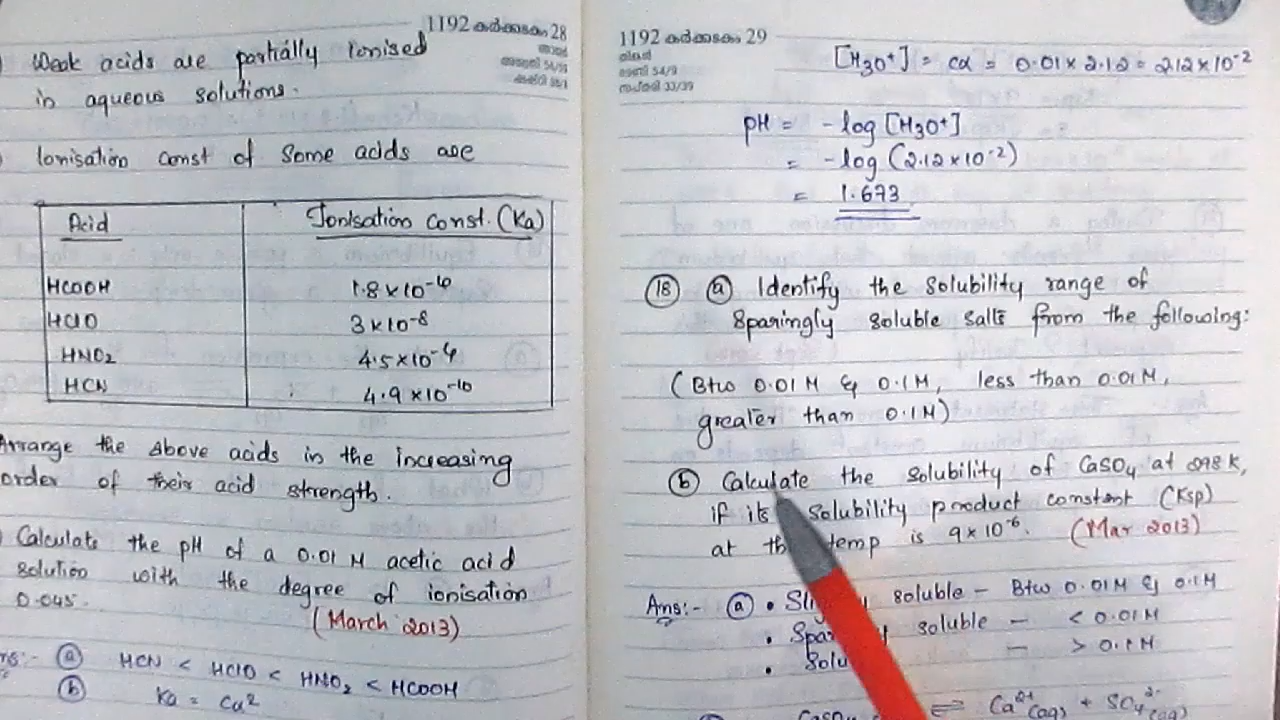 1192 കർക്കടകം 28
Weak acids are partially ionised
in aqueous solutions.
Ionisation const of some acids are
Acid Ionisation const. (Ka)
HCOOH 1.8 x 10⁻⁶
HClO 3 x 10⁻⁸
HNO₂ 4.5 x 10⁻⁴
HCN 4.9 x 10⁻¹⁰
Arrange the above acids in the increasing
order of their acid strength.
Calculate the pH of a 0.01 M acetic acid
solution with the degree of ionisation
0.045.
(March 2013)
ⓐ HCN < HClO < HNO₂ < HCOOH
ⓑ Ka = Cα²
1192 കർക്കടകം 29
[H₃O⁺] = cα = 0.01 x 2.12 = 2.12 x 10⁻²
pH = -log [H₃O⁺]
= -log (2.12 x 10⁻²)
= 1.673
⑱ ⓐ Identify the solubility range of
Sparingly soluble salts from the following:
(Btw 0.01 M & 0.1 M, less than 0.01 M,
greater than 0.1 M)
ⓑ Calculate the solubility of CaSO₄ at 298 K,
if its solubility product constant (Ksp)
at temp is 9 x 10⁻⁶. (Mar 2013)
Ans:- ⓐ • soluble - Btw 0.01 M & 0.1 M
• soluble - < 0.01 M
• - > 0.1 M
⇌ Ca²⁺(aq) + SO₄²⁻(aq)